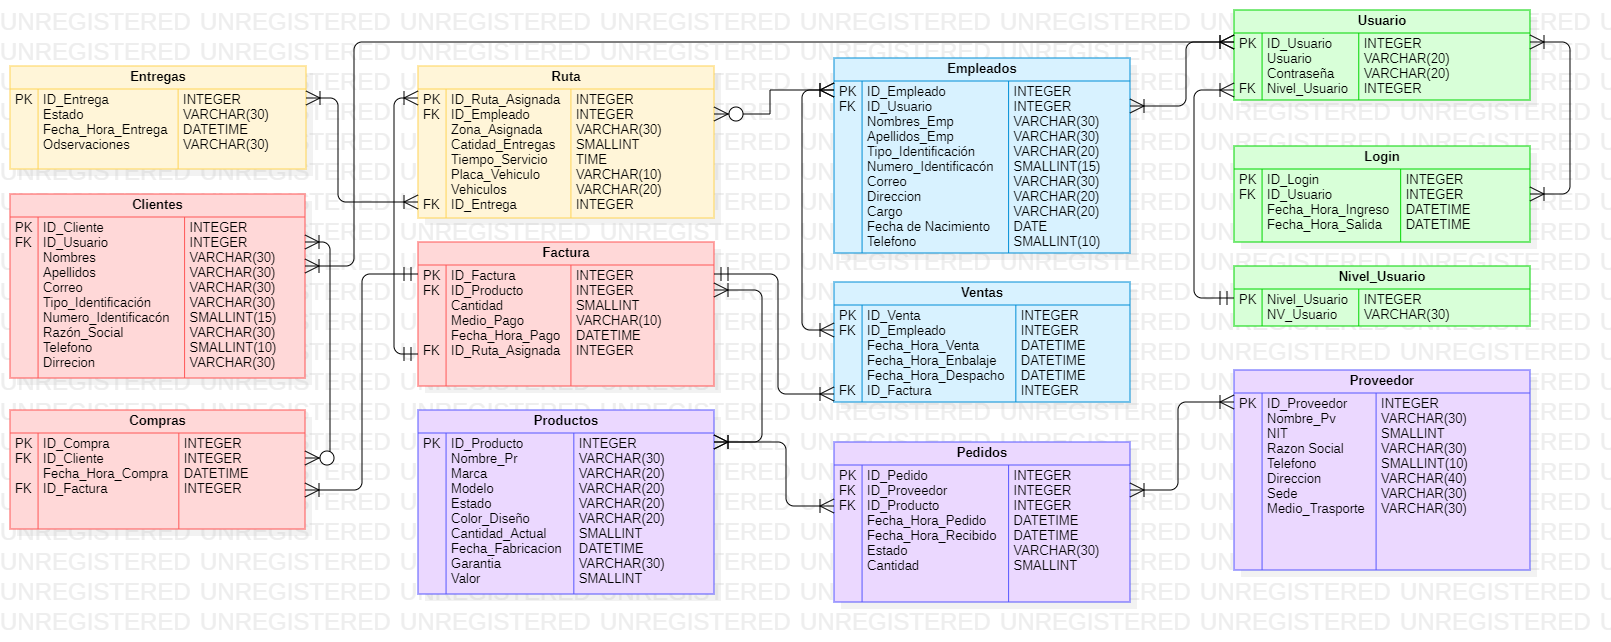 Entregas
PK ID_Entrega INTEGER
Estado VARCHAR(30)
Fecha_Hora_Entrega DATETIME
Odservaciones VARCHAR(30)
Clientes
PK ID_Cliente INTEGER
FK ID_Usuario INTEGER
Nombres VARCHAR(30)
Apellidos VARCHAR(30)
Correo VARCHAR(30)
Tipo_Identificación VARCHAR(30)
Numero_Identificacón SMALLINT(15)
Razón_Social VARCHAR(30)
Telefono SMALLINT(10)
Dirrecion VARCHAR(30)
Compras
PK ID_Compra INTEGER
FK ID_Cliente INTEGER
Fecha_Hora_Compra DATETIME
FK ID_Factura INTEGER
Ruta
PK ID_Ruta_Asignada INTEGER
FK ID_Empleado INTEGER
Zona_Asignada VARCHAR(30)
Catidad_Entregas SMALLINT
Tiempo_Servicio TIME
Placa_Vehiculo VARCHAR(10)
Vehiculos VARCHAR(20)
FK ID_Entrega INTEGER
Factura
PK ID_Factura INTEGER
FK ID_Producto INTEGER
Cantidad SMALLINT
Medio_Pago VARCHAR(10)
Fecha_Hora_Pago DATETIME
FK ID_Ruta_Asignada INTEGER
Productos
PK ID_Producto INTEGER
Nombre_Pr VARCHAR(30)
Marca VARCHAR(20)
Modelo VARCHAR(20)
Estado VARCHAR(20)
Color_Diseño VARCHAR(20)
Cantidad_Actual SMALLINT
Fecha_Fabricacion DATETIME
Garantia VARCHAR(30)
Valor SMALLINT
Empleados
PK ID_Empleado INTEGER
FK ID_Usuario INTEGER
Nombres_Emp VARCHAR(30)
Apellidos_Emp VARCHAR(30)
Tipo_Identificación VARCHAR(20)
Numero_Identificacón SMALLINT(15)
Correo VARCHAR(30)
Direccion VARCHAR(20)
Cargo VARCHAR(20)
Fecha de Nacimiento DATE
Telefono SMALLINT(10)
Ventas
PK ID_Venta INTEGER
FK ID_Empleado INTEGER
Fecha_Hora_Venta DATETIME
Fecha_Hora_Enbalaje DATETIME
Fecha_Hora_Despacho DATETIME
FK ID_Factura INTEGER
Pedidos
PK ID_Pedido INTEGER
FK ID_Proveedor INTEGER
FK ID_Producto INTEGER
Fecha_Hora_Pedido DATETIME
Fecha_Hora_Recibido DATETIME
Estado VARCHAR(30)
Cantidad SMALLINT
Usuario
PK ID_Usuario INTEGER
Usuario VARCHAR(20)
Contraseña VARCHAR(20)
FK Nivel_Usuario INTEGER
Login
PK ID_Login INTEGER
FK ID_Usuario INTEGER
Fecha_Hora_Ingreso DATETIME
Fecha_Hora_Salida DATETIME
Nivel_Usuario
PK Nivel_Usuario INTEGER
NV_Usuario VARCHAR(30)
Proveedor
PK ID_Proveedor INTEGER
Nombre_Pv VARCHAR(30)
NIT SMALLINT
Razon Social VARCHAR(30)
Telefono SMALLINT(10)
Direccion VARCHAR(40)
Sede VARCHAR(30)
Medio_Trasporte VARCHAR(30)
UNREGISTERED